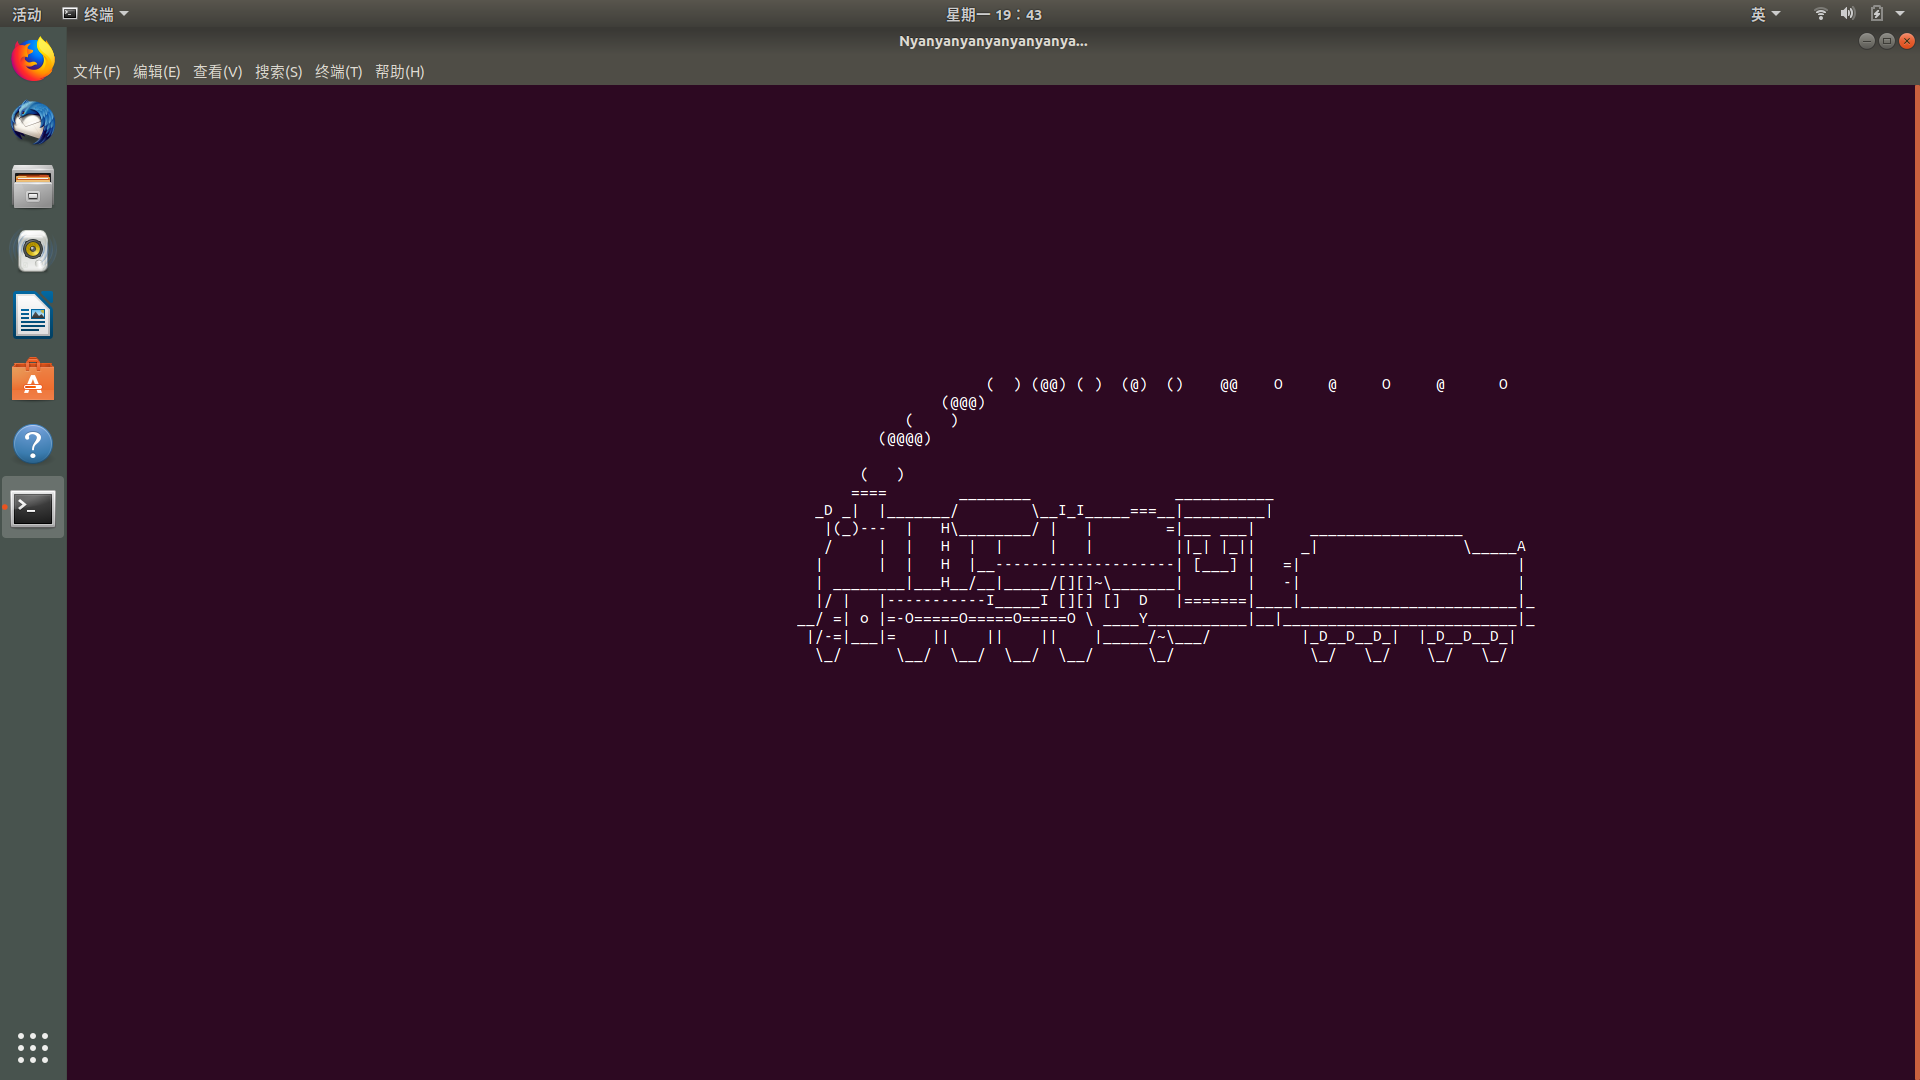 活动 终端 星期一 19：43 英
Nyanyanyanyanyanyanya...
文件(F) 编辑(E) 查看(V) 搜索(S) 终端(T) 帮助(H)
                     (  ) (@@) ( )  (@)  ()    @@    O     @     O     @      O
                (@@@)
            (    )
         (@@@@)

       (   )
      ====        ________                ___________
  _D _|  |_______/        \__I_I_____===__|_________|
   |(_)---  |   H\________/ |   |        =|___ ___|      _________________
   /     |  |   H  |  |     |   |         ||_| |_||     _|                \_____A
  |      |  |   H  |__--------------------| [___] |   =|                        |
  | ________|___H__/__|_____/[][]~\_______|       |   -|                        |
  |/ |   |-----------I_____I [][] []  D   |=======|____|________________________|_
__/ =| o |=-O=====O=====O=====O \ ____Y___________|__|__________________________|_
 |/-=|___|=    ||    ||    ||    |_____/~\___/          |_D__D__D_|  |_D__D__D_|
  \_/      \__/  \__/  \__/  \__/      \_/               \_/   \_/    \_/   \_/